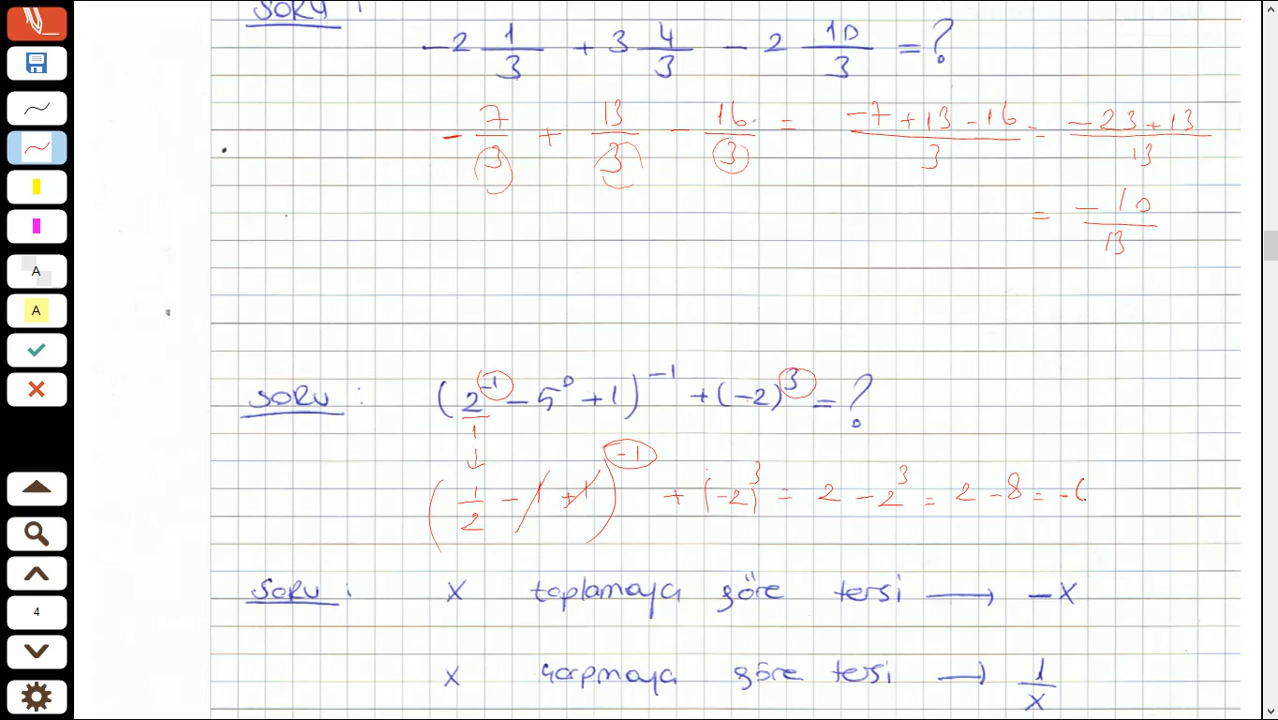 SORU :
-2 1/3 + 3 4/3 - 2 10/3 = ?
- 7/3 + 13/3 - 16/3 = (-7 + 13 - 16)/3 = (-23 + 13)/13
= -10/13
SORU : (2^-1 - 5^0 + 1)^-1 + (-2)^3 = ?
(1/2 - 1 + 1)^-1 + (-2)^3 = 2 - 2^3 = 2 - 8 = -6
SORU : x toplamaya göre tersi → -x
x çarpmaya göre tersi → 1/x
A
A
4